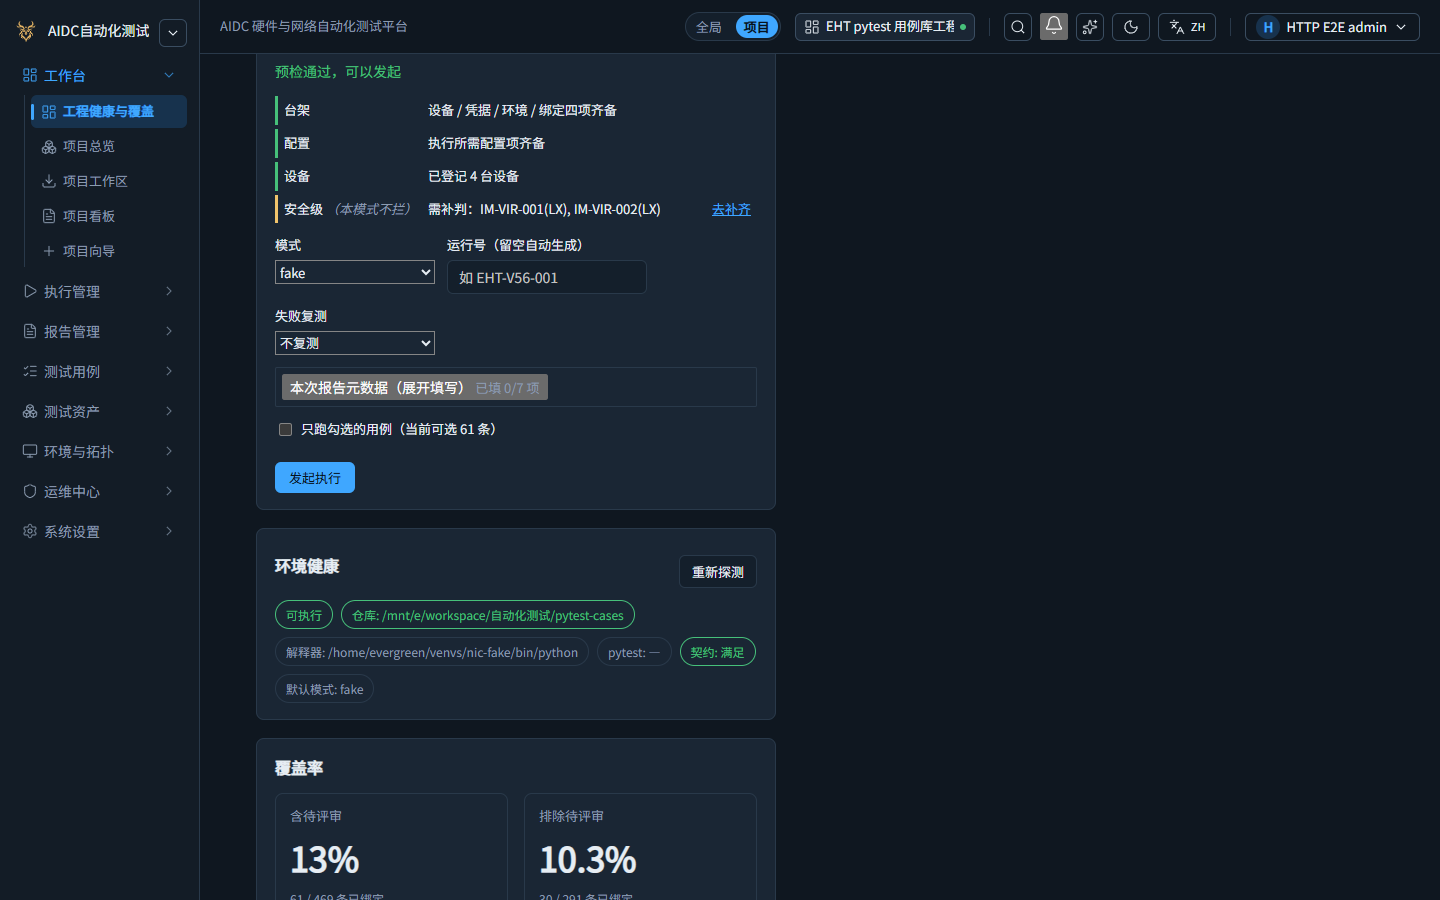 AIDC自动化测试
AIDC 硬件与网络自动化测试平台
全局
项目
EHT pytest 用例库工程
ZH
H
HTTP E2E admin
工作台
工程健康与覆盖
项目总览
项目工作区
项目看板
项目向导
执行管理
报告管理
测试用例
测试资产
环境与拓扑
运维中心
系统设置
预检通过，可以发起
台架
设备 / 凭据 / 环境 / 绑定四项齐备
配置
执行所需配置项齐备
设备
已登记 4 台设备
安全级 （本模式不拦） 需补判：IM-VIR-001(LX), IM-VIR-002(LX) 去补齐
模式
运行号（留空自动生成）
fake
如 EHT-V56-001
失败复测
不复测
本次报告元数据（展开填写） 已填 0/7 项
只跑勾选的用例（当前可选 61 条）
发起执行
环境健康
重新探测
可执行
仓库: /mnt/e/workspace/自动化测试/pytest-cases
解释器: /home/evergreen/venvs/nic-fake/bin/python
pytest: —
契约: 满足
默认模式: fake
覆盖率
含待评审
13%
61 / 469 条已绑定
排除待评审
10.3%
30 / 291 条已绑定